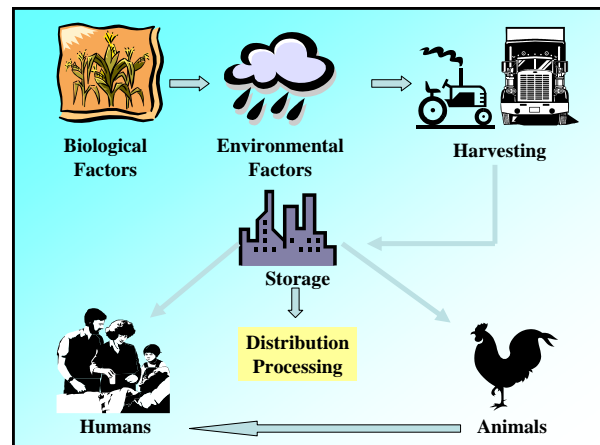 Biological
Factors
Environmental
Factors
Harvesting
Storage
Distribution
Processing
Humans
Animals